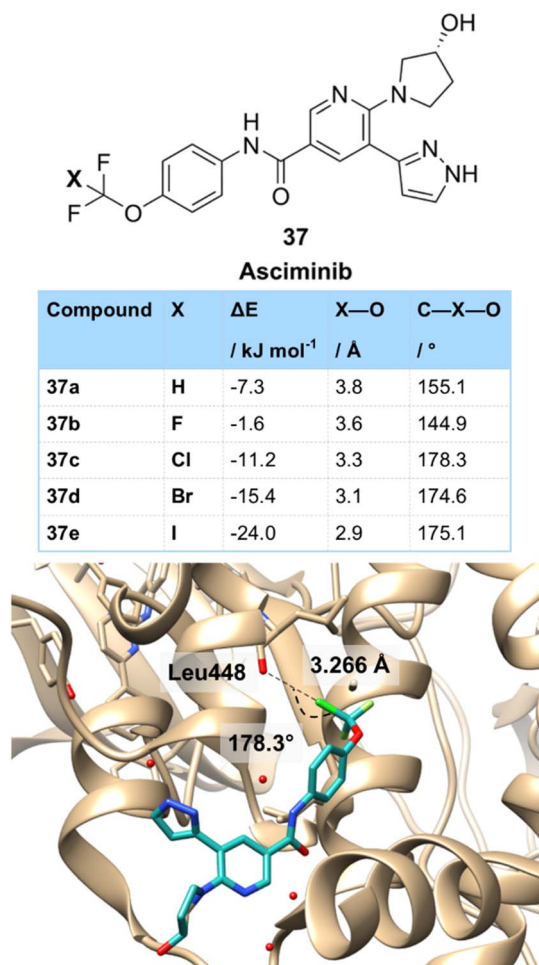 OH
N
N
H
N
N
NH
O
X
F
F
O
37
Asciminib
Compound X ΔE X—O C—X—O
/ kJ mol⁻¹ / Å / °
37a H -7.3 3.8 155.1
37b F -1.6 3.6 144.9
37c Cl -11.2 3.3 178.3
37d Br -15.4 3.1 174.6
37e I -24.0 2.9 175.1
Leu448 3.266 Å
178.3°